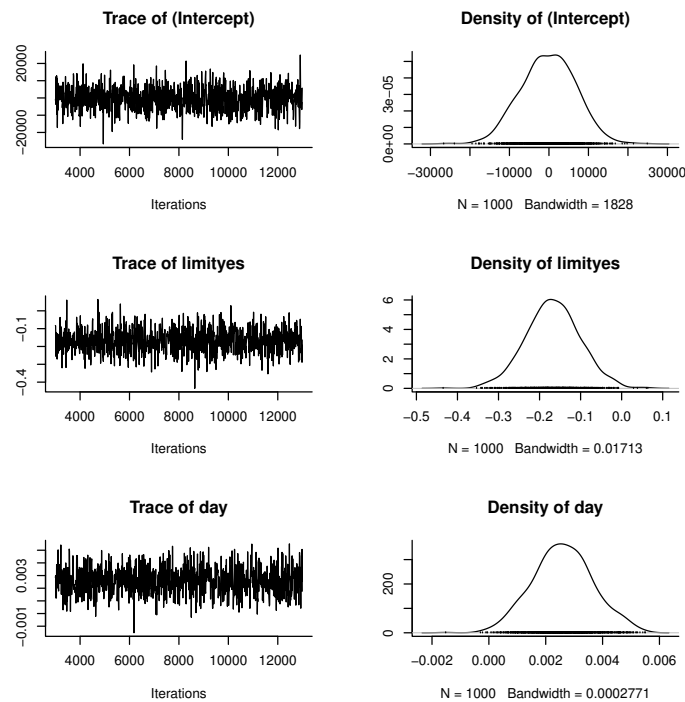 Trace of (Intercept)
Density of (Intercept)
20000
−20000
4000 6000 8000 10000 12000
Iterations
3e−05
0e+00
−30000 −10000 0 10000 30000
N = 1000 Bandwidth = 1828
Trace of limityes
Density of limityes
−0.1
−0.4
4000 6000 8000 10000 12000
Iterations
6
4
2
0
−0.5 −0.4 −0.3 −0.2 −0.1 0.0 0.1
N = 1000 Bandwidth = 0.01713
Trace of day
Density of day
0.003
−0.001
4000 6000 8000 10000 12000
Iterations
200
0
−0.002 0.000 0.002 0.004 0.006
N = 1000 Bandwidth = 0.0002771